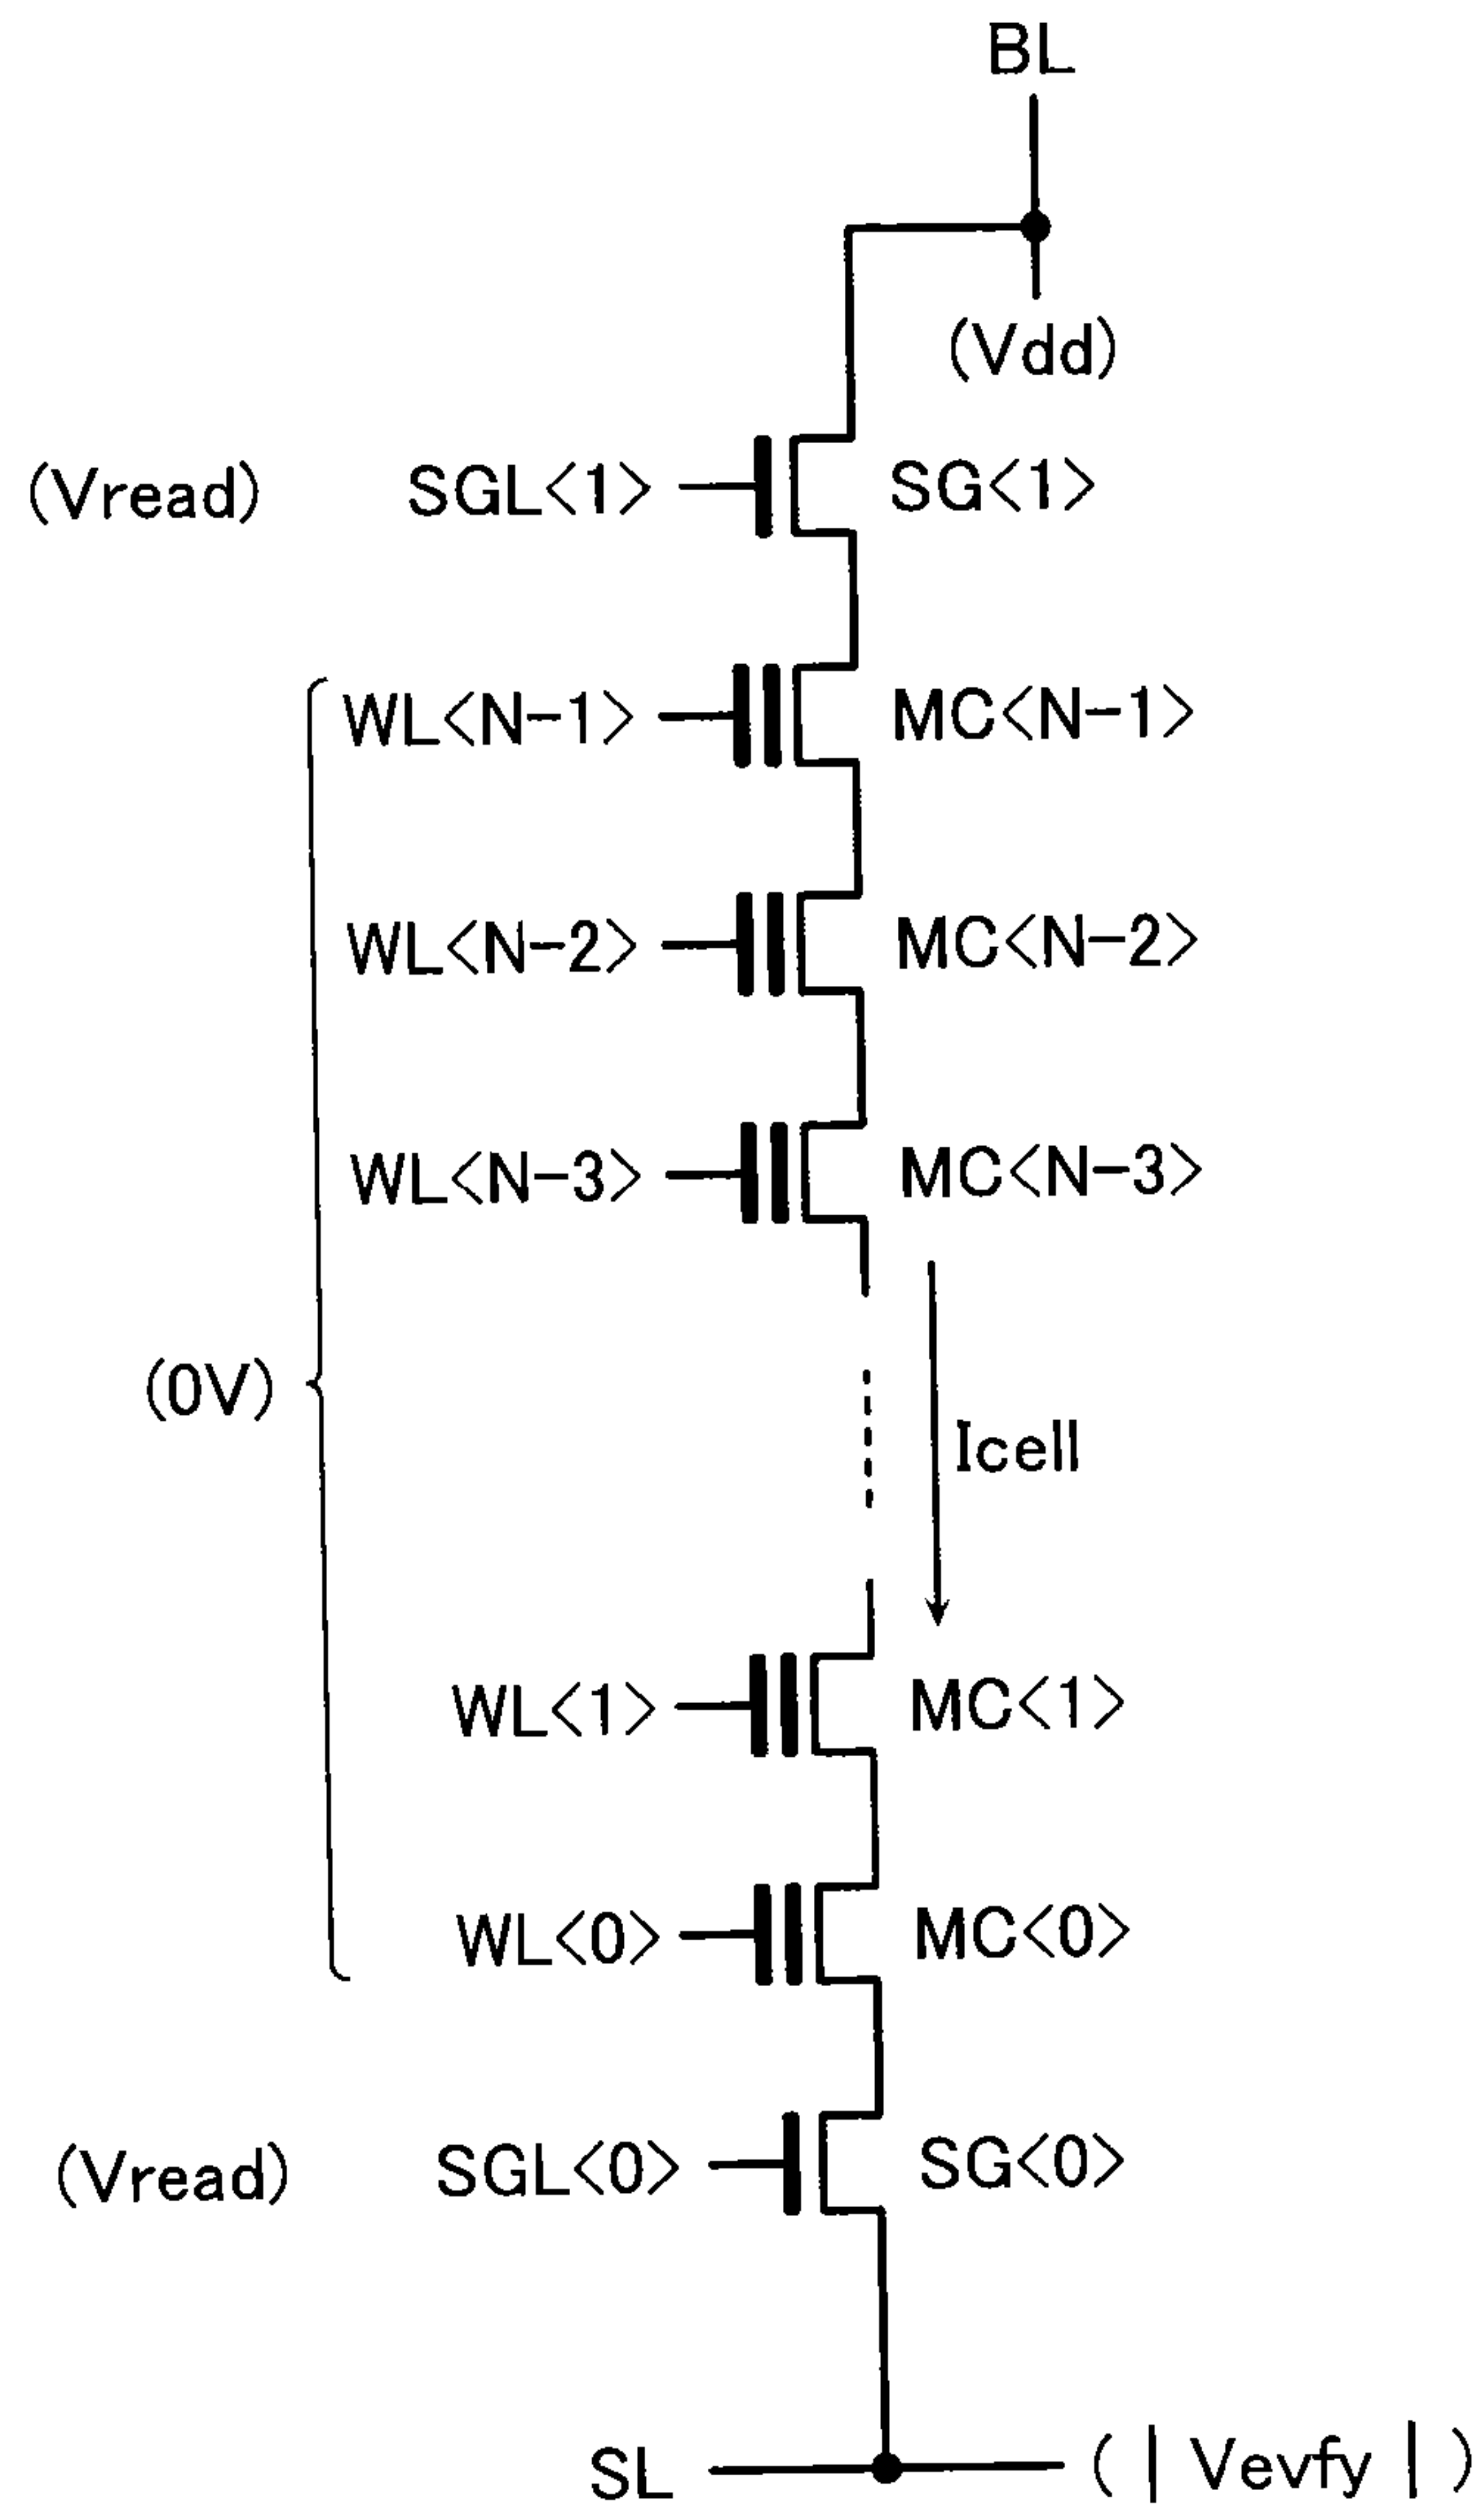 BL
(Vdd)
(Vread) SGL<1> SG<1>
WL<N-1> MC<N-1>
WL<N-2> MC<N-2>
WL<N-3> MC<N-3>
(0V)
Icell
WL<1> MC<1>
WL<0> MC<0>
(Vread) SGL<0> SG<0>
SL (|Vevfy|)